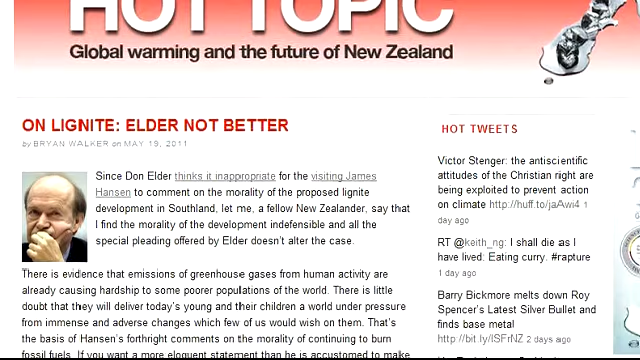 HOT TOPIC
Global warming and the future of New Zealand
ON LIGNITE: ELDER NOT BETTER
by BRYAN WALKER on MAY 19, 2011
Since Don Elder thinks it inappropriate for the visiting James
Hansen to comment on the morality of the proposed lignite
development in Southland, let me, a fellow New Zealander, say that
I find the morality of the development indefensible and all the
special pleading offered by Elder doesn't alter the case.
There is evidence that emissions of greenhouse gases from human activity are
already causing hardship to some poorer populations of the world. There is little
doubt that they will deliver today's young and their children a world under pressure
from immense and adverse changes which few of us would wish on them. That's
the basis of Hansen's forthright comments on the morality of continuing to burn
fossil fuels. If you want a more eloquent statement than he is accustomed to make
HOT TWEETS
Victor Stenger: the antiscientific
attitudes of the Christian right are
being exploited to prevent action
on climate http://huff.to/jaAwi4 1
day ago
RT @keith_ng: I shall die as I
have lived: Eating curry. #rapture
1 day ago
Barry Bickmore melts down Roy
Spencer's Latest Silver Bullet and
finds base metal
http://bit.ly/lSFrNZ 2 days ago